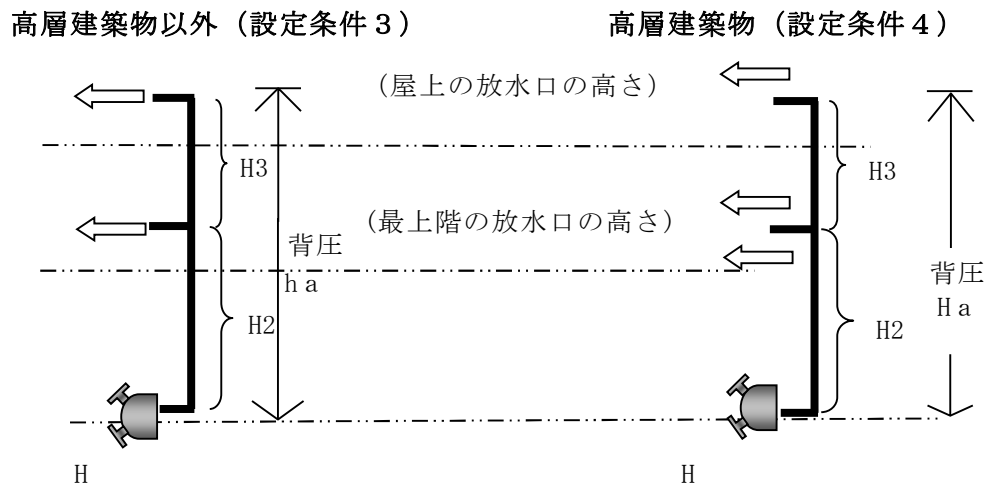 高層建築物以外（設定条件３）
高層建築物（設定条件４）
（屋上の放水口の高さ）
H3
H3
（最上階の放水口の高さ）
背圧
ｈａ
背圧
Ｈａ
H2
H2
H
H